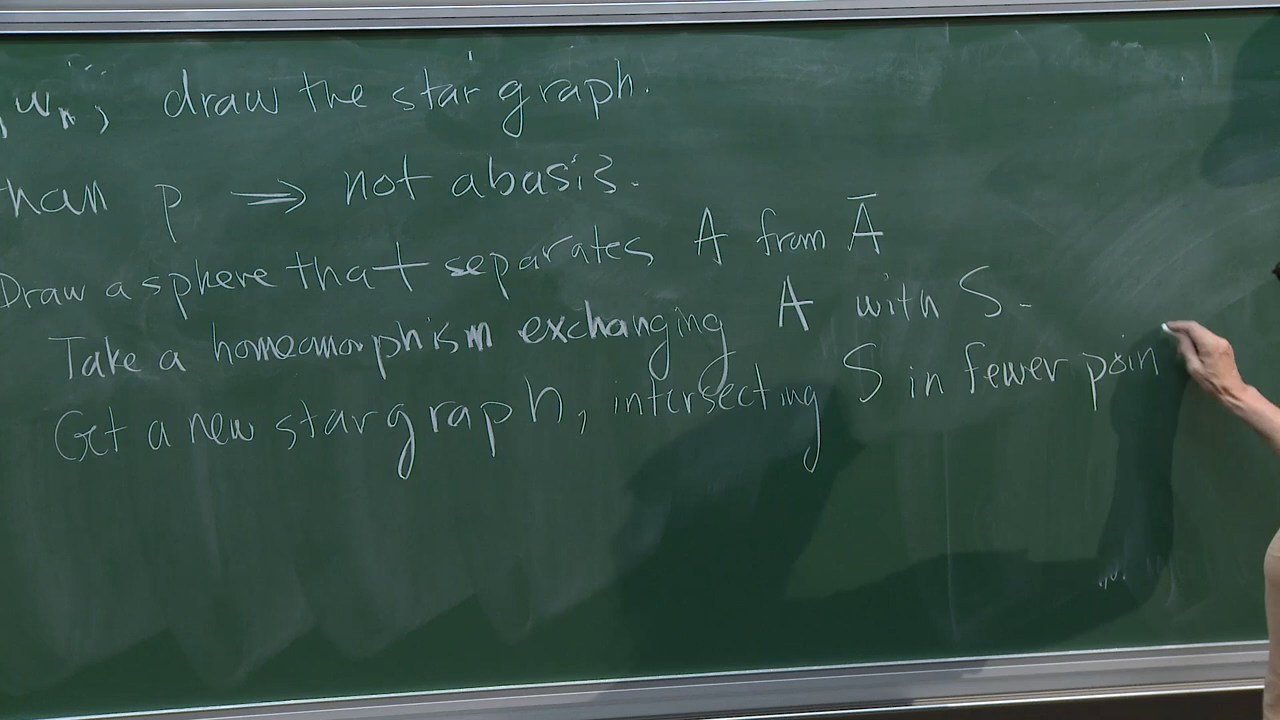 , wₙ, draw the star graph.
than p ⟹ not a basis.
Draw a sphere that separates A from Ā
Take a homeomorphism exchanging A with S.
Get a new star graph, intersecting S in fewer poin